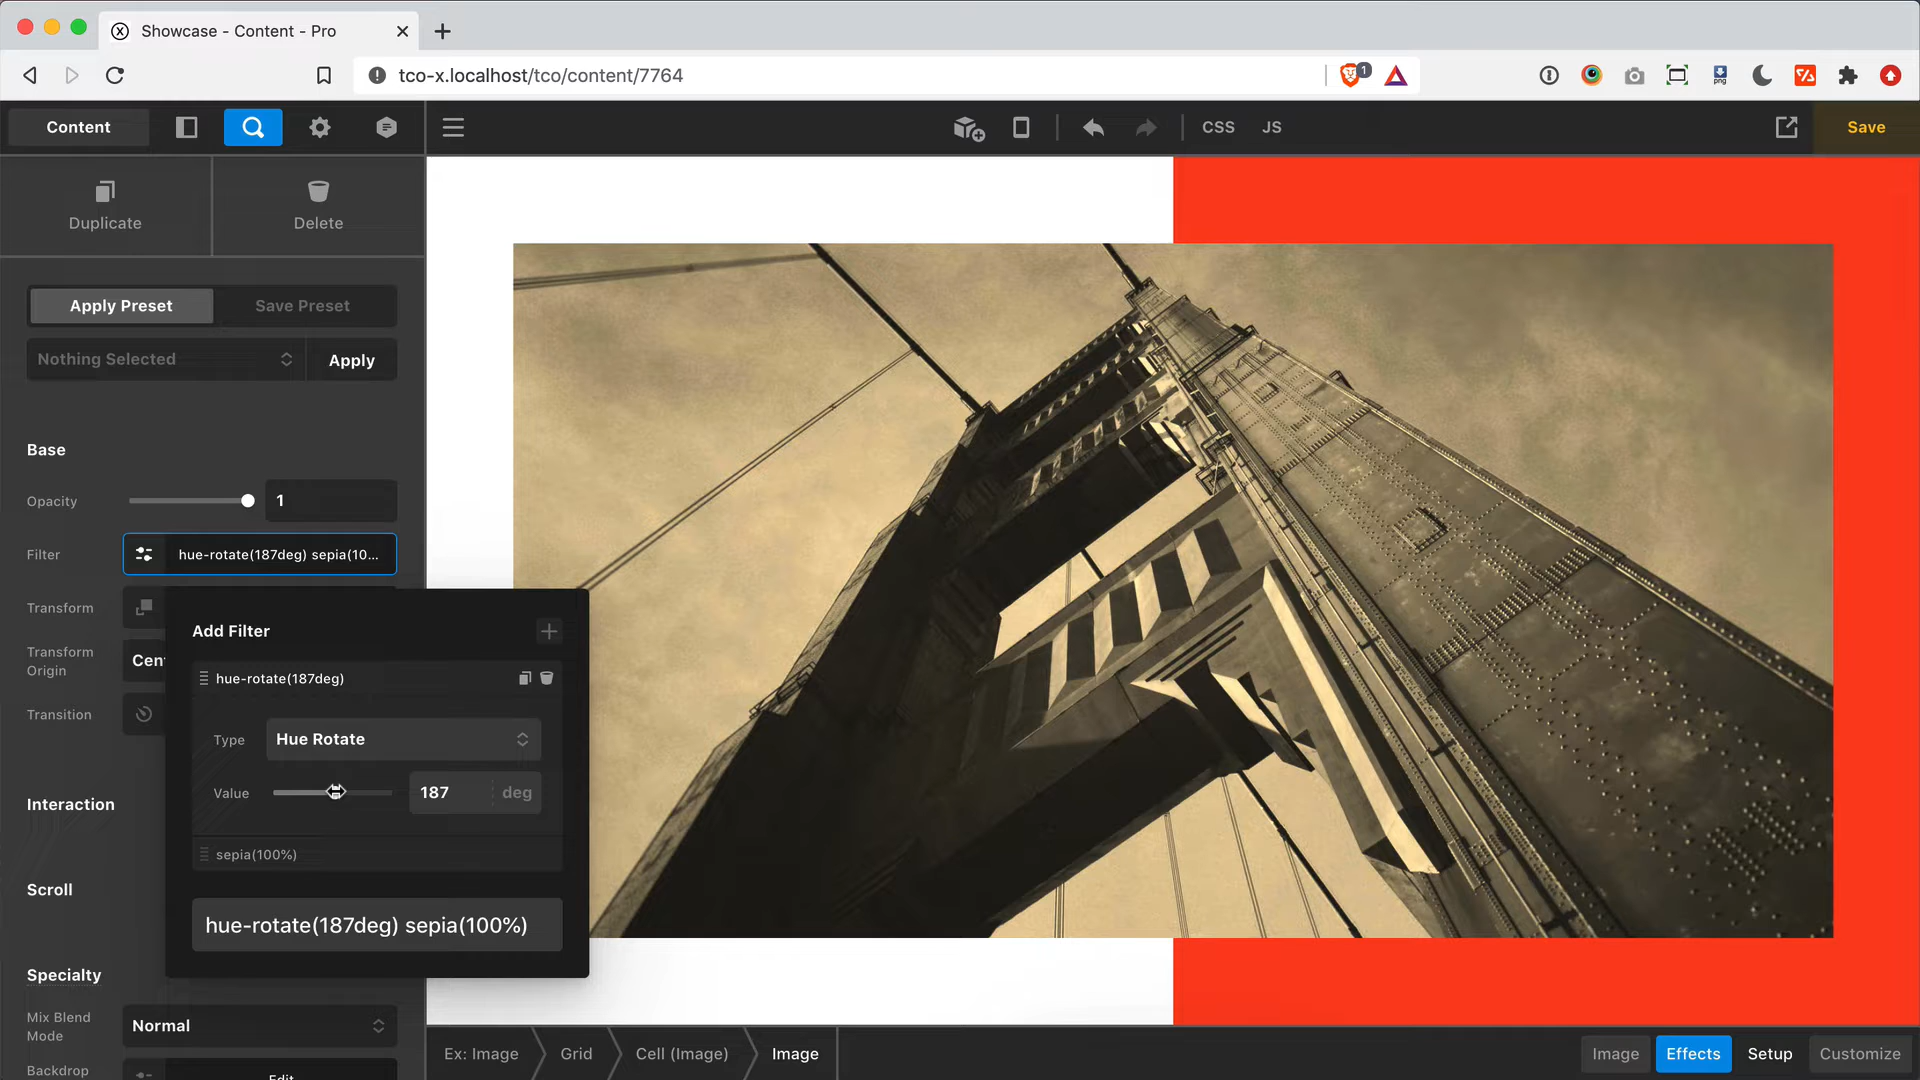 Showcase - Content - Pro
tco-x.localhost/tco/content/7764
1
png
Content
CSS
JS
Save
Duplicate
Delete
Apply Preset
Save Preset
Nothing Selected
Apply
Base
Opacity
1
Filter
hue-rotate(187deg) sepia(10...
Transform
Add Filter
Transform
Origin
Cen
hue-rotate(187deg)
Transition
Type
Hue Rotate
Value
187
deg
Interaction
sepia(100%)
Scroll
hue-rotate(187deg) sepia(100%)
Specialty
Mix Blend
Mode
Normal
Backdrop
Edit
Ex: Image
Grid
Cell (Image)
Image
Image
Effects
Setup
Customize